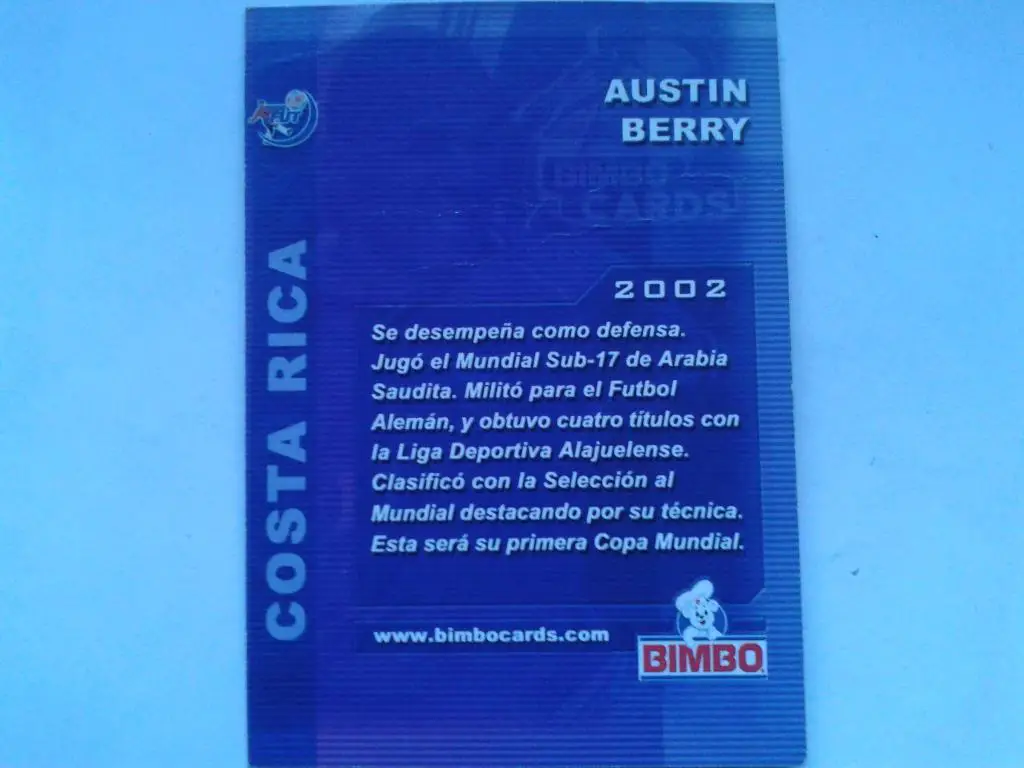 AUSTIN
BERRY
BIMBO
CARDS
COSTA RICA
2002
Se desempeña como defensa.
Jugó el Mundial Sub-17 de Arabia
Saudita. Militó para el Futbol
Alemán, y obtuvo cuatro títulos con
la Liga Deportiva Alajuelense.
Clasificó con la Selección al
Mundial destacando por su técnica.
Esta será su primera Copa Mundial.
www.bimbocards.com
BIMBO